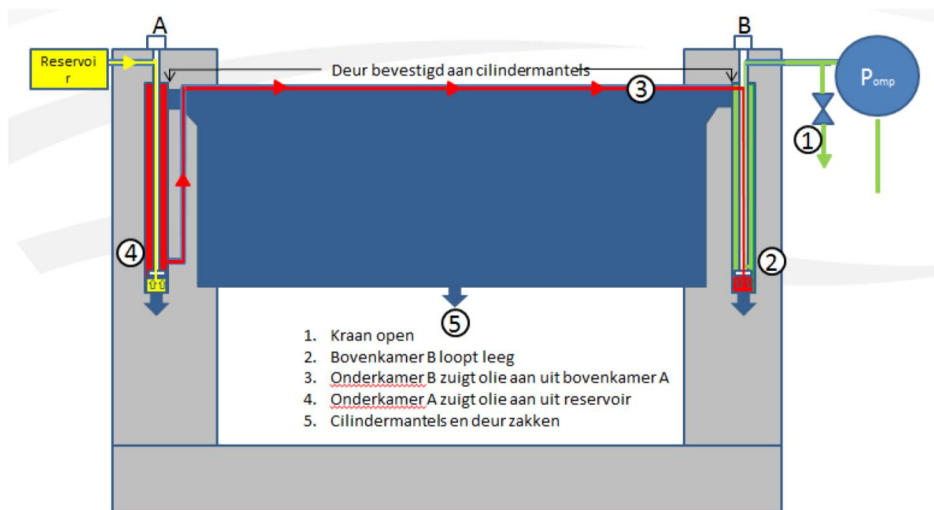 A
B
Reservoi
r
Deur bevestigd aan cilindermantels
Pomp
3
1
4
2
5
1. Kraan open
2. Bovenkamer B loopt leeg
3. Onderkamer B zuigt olie aan uit bovenkamer A
4. Onderkamer A zuigt olie aan uit reservoir
5. Cilindermantels en deur zakken